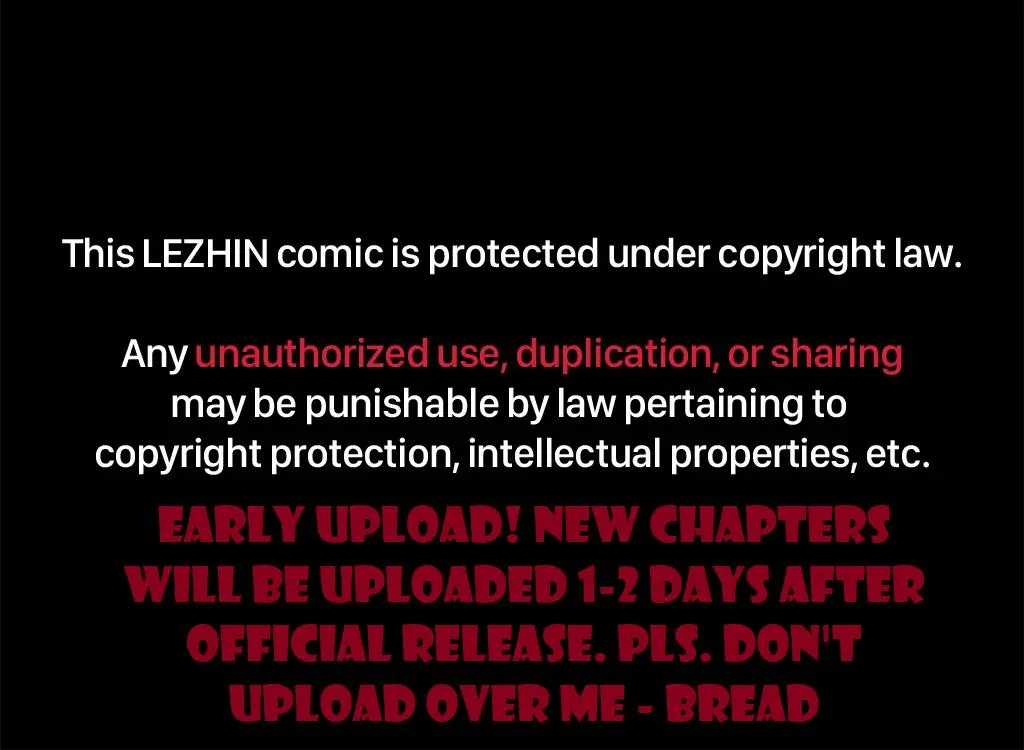 This LEZHIN comic is protected under copyright law.
Any unauthorized use, duplication, or sharing
may be punishable by law pertaining to
copyright protection, intellectual properties, etc.
EARLY UPLOAD! NEW CHAPTERS
WILL BE UPLOADED 1-2 DAYS AFTER
OFFICIAL RELEASE. PLS. DON'T
UPLOAD OVER ME - BREAD